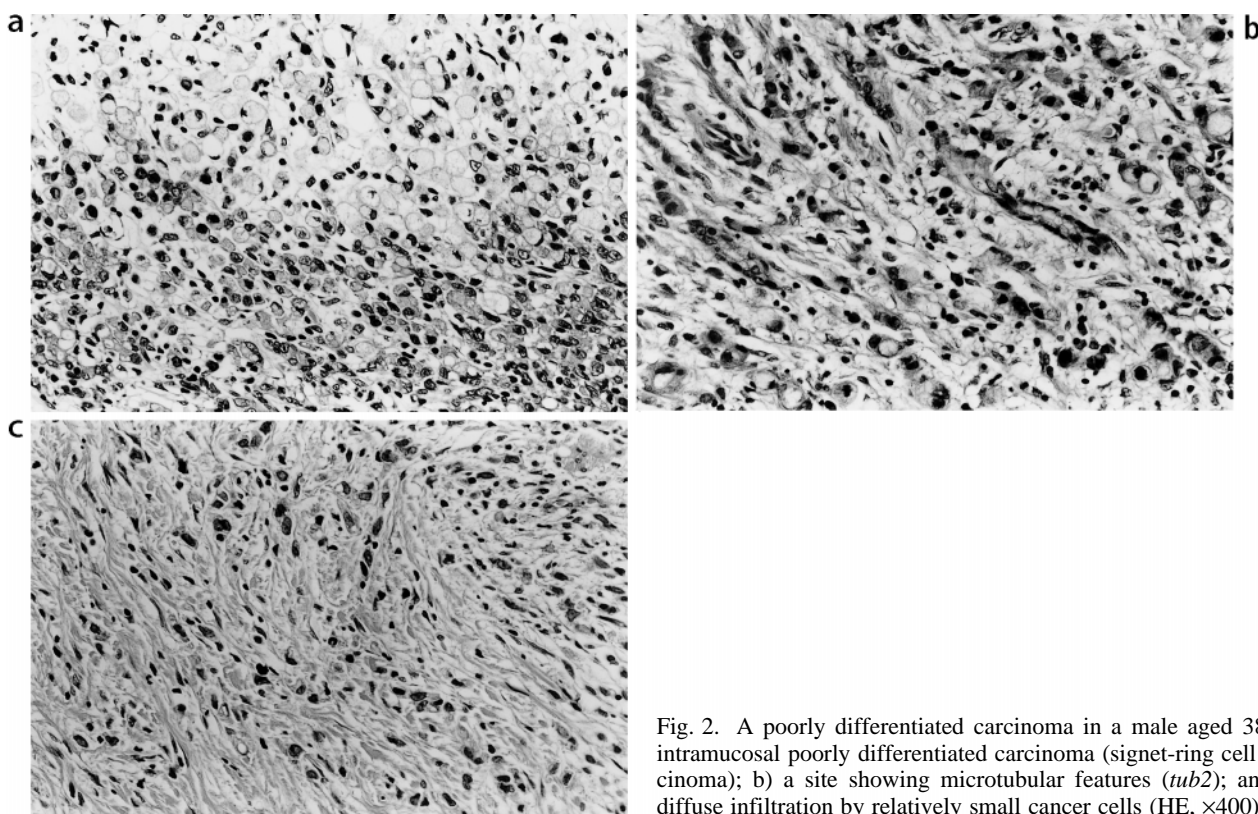 a
b
c
Fig. 2. A poorly differentiated carcinoma in a male aged 38
intramucosal poorly differentiated carcinoma (signet-ring cell
cinoma); b) a site showing microtubular features (tub2); an
diffuse infiltration by relatively small cancer cells (HE, ×400)